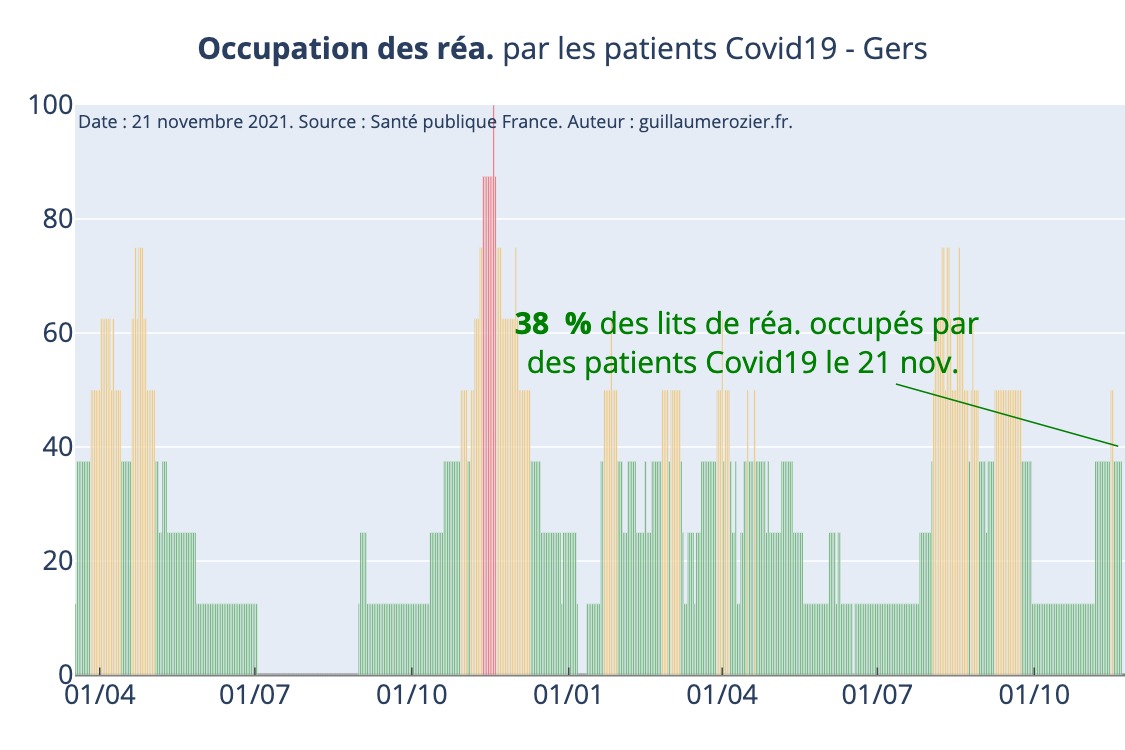 Occupation des réa. par les patients Covid19 - Gers
100
Date : 21 novembre 2021. Source : Santé publique France. Auteur : guillaumerozier.fr.
80
60
38 % des lits de réa. occupés par
des patients Covid19 le 21 nov.
40
20
0
01/04 01/07 01/10 01/01 01/04 01/07 01/10